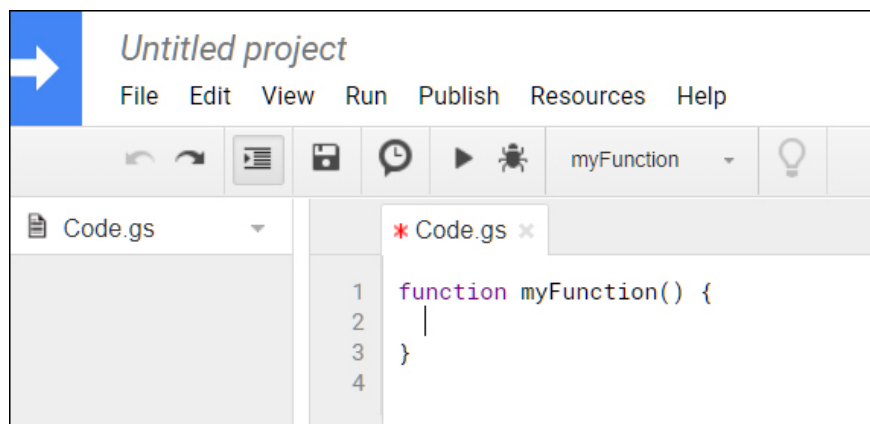 Untitled project
File Edit View Run Publish Resources Help
myFunction
Code.gs
* Code.gs ×
1 function myFunction() {
2
3 }
4